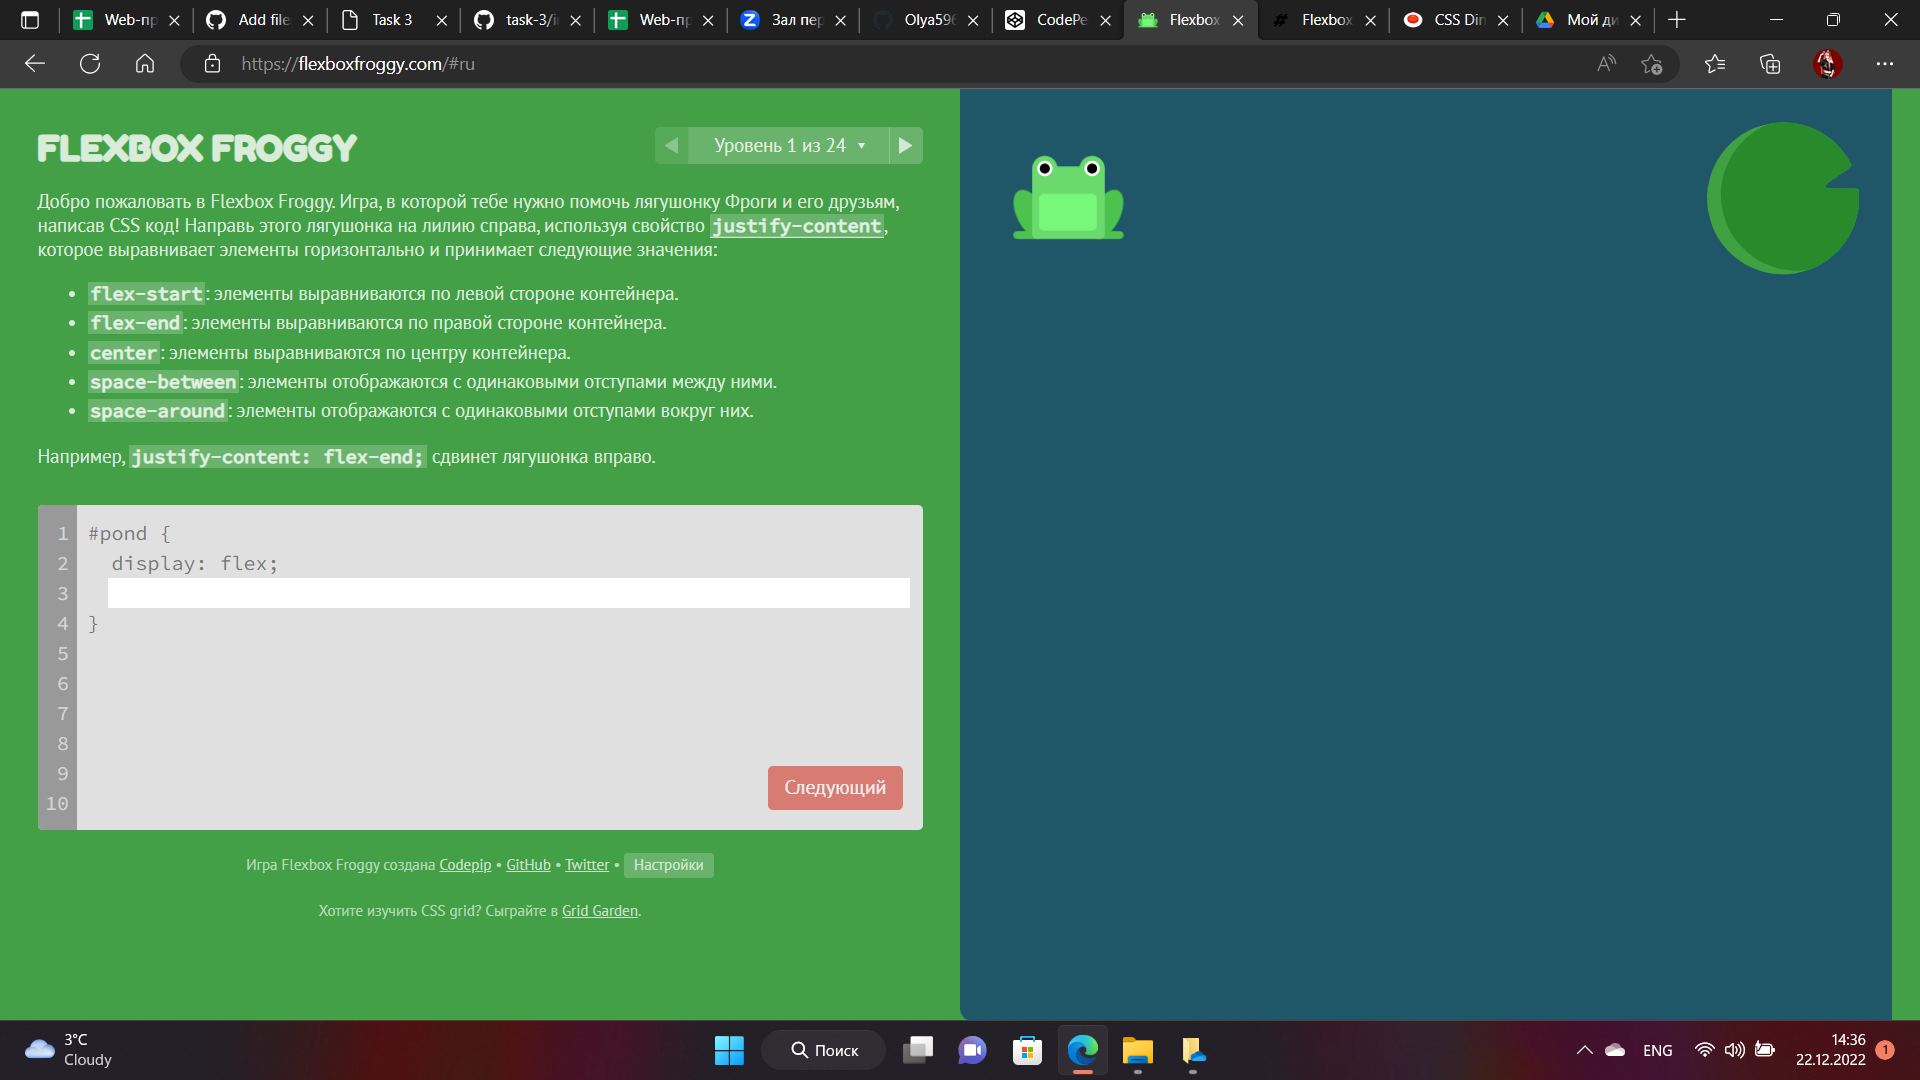 Web-пр
Add file
Task 3
task-3/i
Web-пр
Зал пер
Olya596
CodePe
Flexbox
Flexbox
CSS Din
Мой ди
https://flexboxfroggy.com/#ru
FLEXBOX FROGGY
Уровень 1 из 24
Добро пожаловать в Flexbox Froggy. Игра, в которой тебе нужно помочь лягушонку Фроги и его друзьям,
написав CSS код! Направь этого лягушонка на лилию справа, используя свойство justify-content,
которое выравнивает элементы горизонтально и принимает следующие значения:
• flex-start: элементы выравниваются по левой стороне контейнера.
• flex-end: элементы выравниваются по правой стороне контейнера.
• center: элементы выравниваются по центру контейнера.
• space-between: элементы отображаются с одинаковыми отступами между ними.
• space-around: элементы отображаются с одинаковыми отступами вокруг них.
Например, justify-content: flex-end; сдвинет лягушонка вправо.
1 #pond {
2 display: flex;
3
4 }
5
6
7
8
9
10
Следующий
Игра Flexbox Froggy создана Codepip • GitHub • Twitter • Настройки
Хотите изучить CSS grid? Сыграйте в Grid Garden.
3°C
Cloudy
Поиск
ENG
14:36
22.12.2022
1